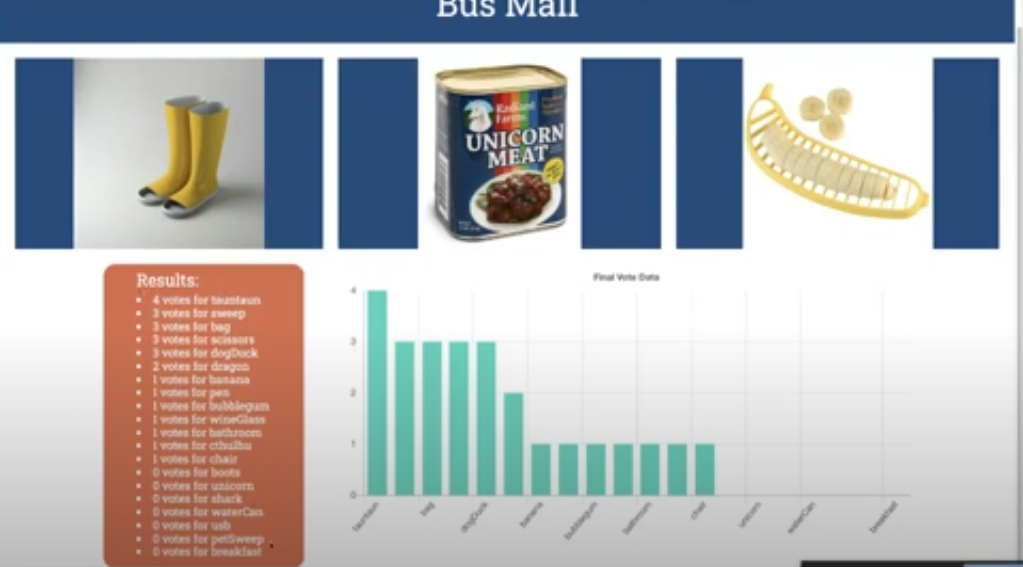 Bus Mall
Radiant
Farms
UNICORN
MEAT
Results:
4 votes for tauntaun
3 votes for sweep
3 votes for bag
3 votes for scissors
3 votes for dogDuck
2 votes for dragon
1 votes for banana
1 votes for pen
1 votes for bubblegum
1 votes for wineGlass
1 votes for bathroom
1 votes for cthulhu
1 votes for chair
0 votes for boots
0 votes for unicorn
0 votes for shark
0 votes for waterCan
0 votes for usb
0 votes for petSweep
0 votes for breakfast
Final Vote Data
4
3
2
1
0
tauntaun
bag
dogDuck
banana
bubblegum
bathroom
chair
unicorn
waterCan
breakfast